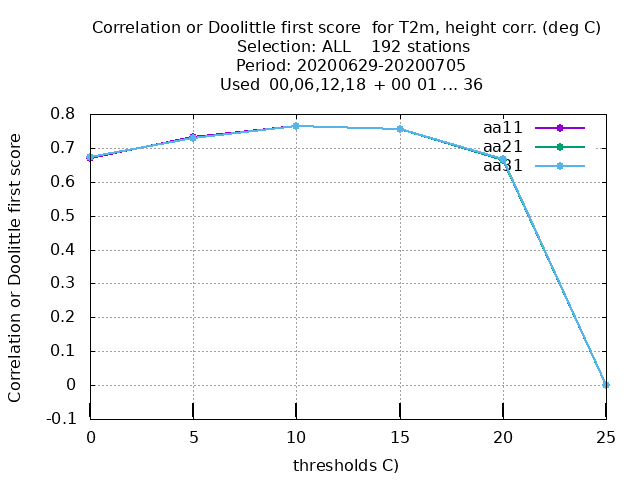 Correlation or Doolittle first score  for T2m, height corr. (deg C)
Selection: ALL    192 stations
Period: 20200629-20200705
Used  00,06,12,18  + 00 01 ... 36
Correlation or Doolittle first score
0.8
0.7
0.6
0.5
0.4
0.3
0.2
0.1
0
-0.1
aa11
aa21
aa31
0 5 10 15 20 25
thresholds C)